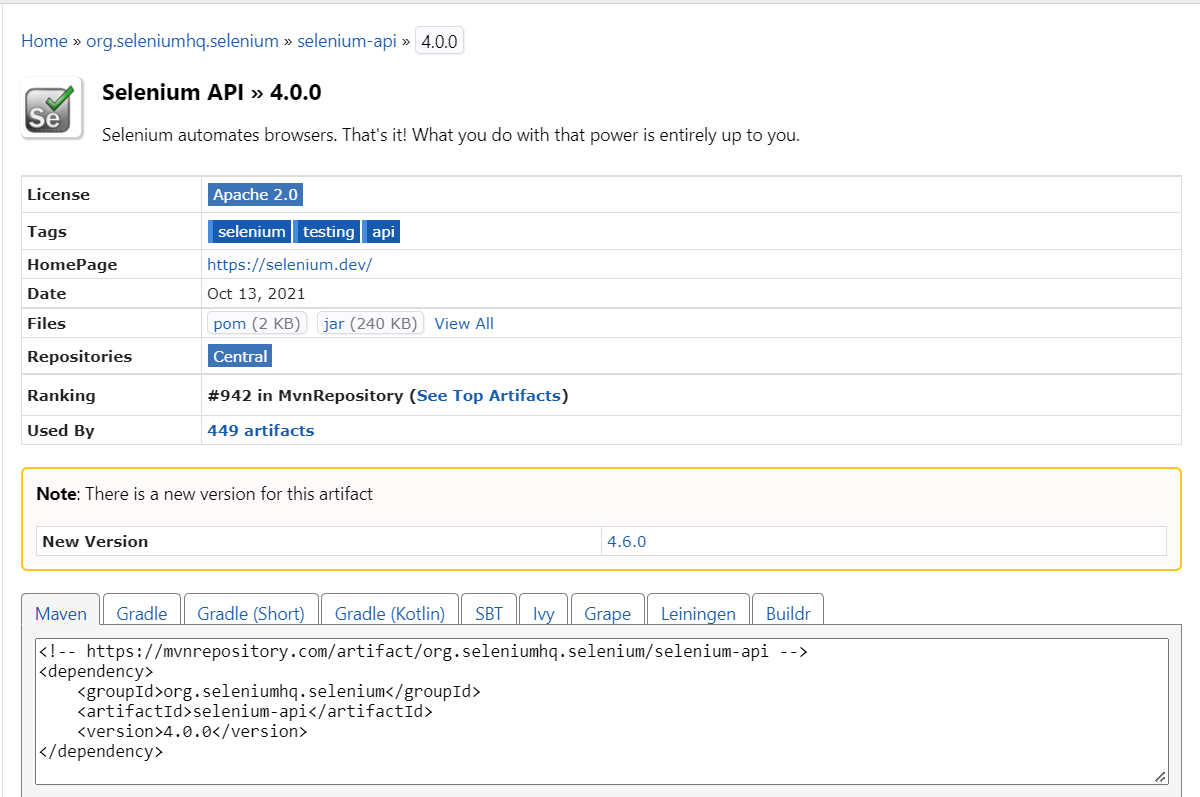 Home » org.seleniumhq.selenium » selenium-api » 4.0.0
Se
Selenium API » 4.0.0
Selenium automates browsers. That's it! What you do with that power is entirely up to you.
License Apache 2.0
Tags selenium testing api
HomePage https://selenium.dev/
Date Oct 13, 2021
Files pom (2 KB) jar (240 KB) View All
Repositories Central
Ranking #942 in MvnRepository (See Top Artifacts)
Used By 449 artifacts
Note: There is a new version for this artifact
New Version 4.6.0
Maven Gradle Gradle (Short) Gradle (Kotlin) SBT Ivy Grape Leiningen Buildr
<!-- https://mvnrepository.com/artifact/org.seleniumhq.selenium/selenium-api -->
<dependency>
    <groupId>org.seleniumhq.selenium</groupId>
    <artifactId>selenium-api</artifactId>
    <version>4.0.0</version>
</dependency>